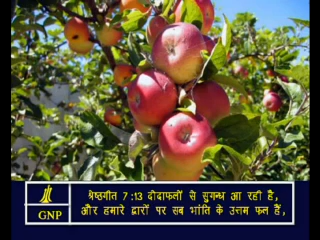 श्रेष्ठगीत 7:13 दोदाफलों से सुगन्ध आ रही है,
और हमारे द्वारों पर सब भांति के उत्तम फल हैं,
GNP